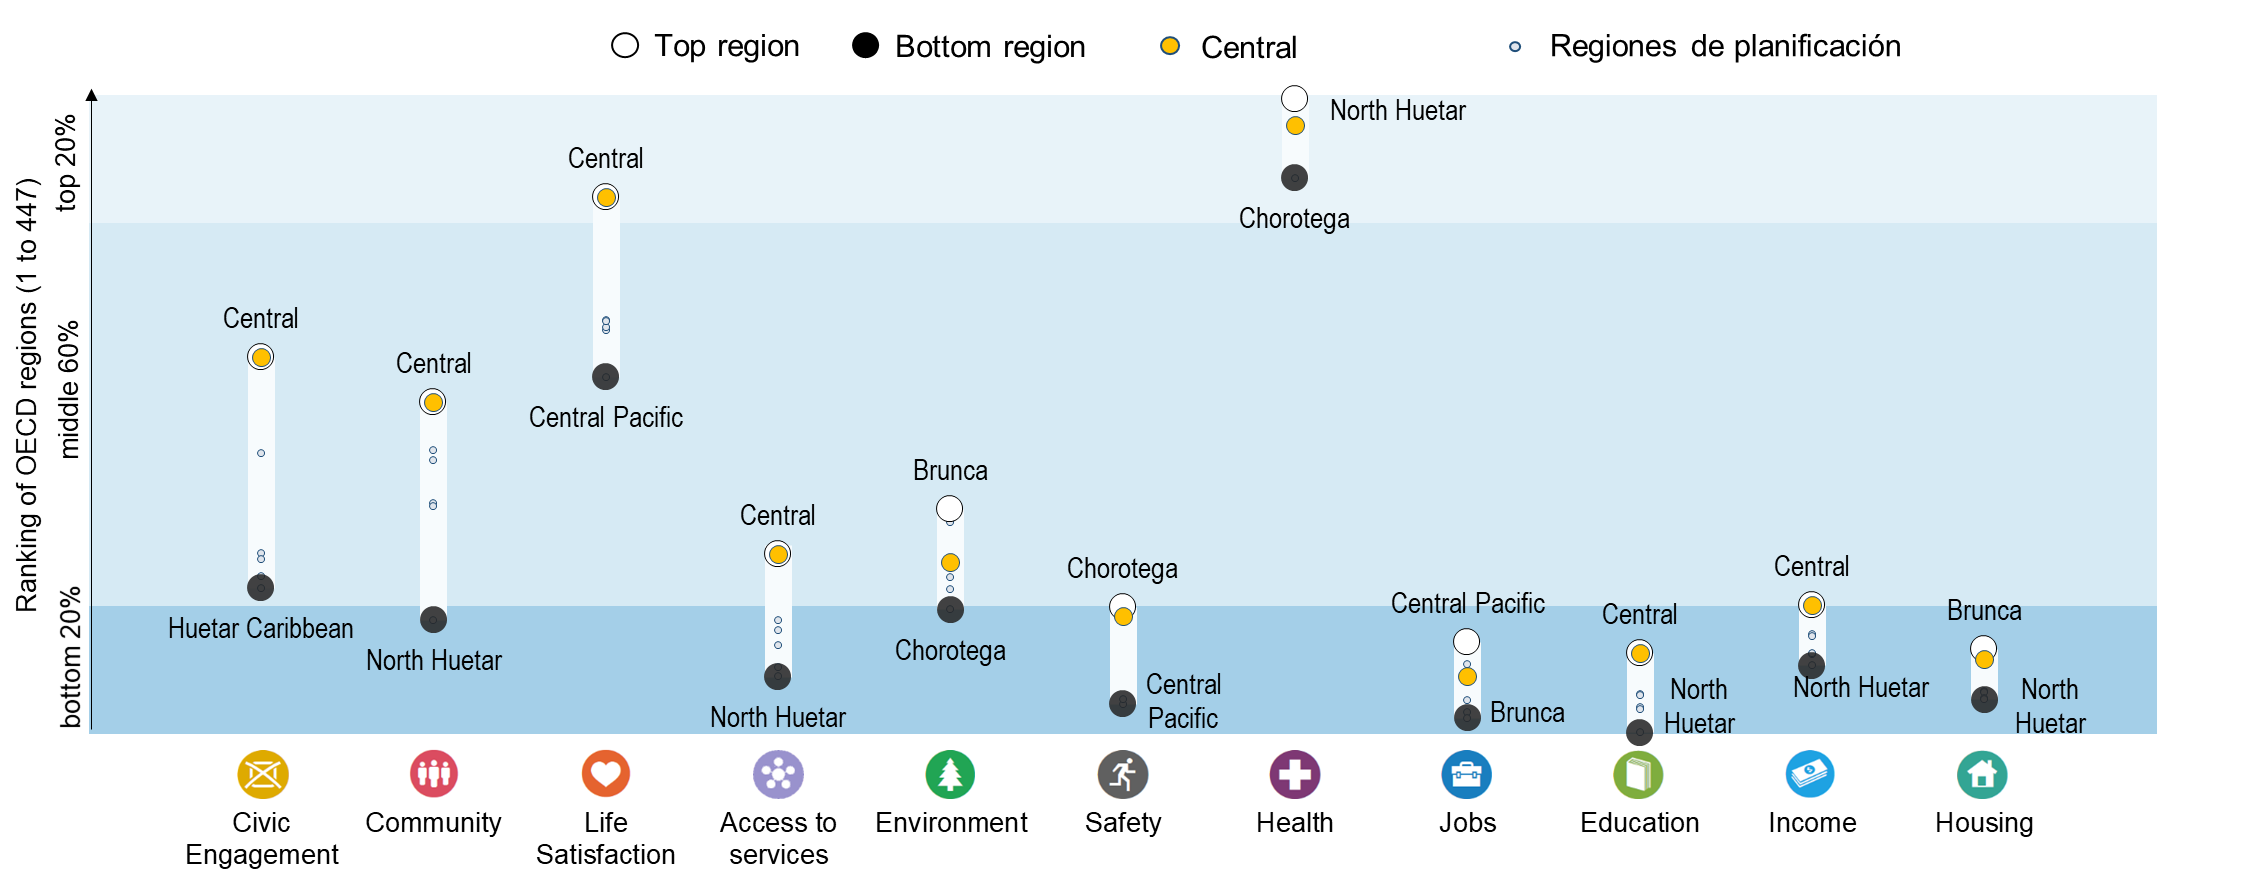 Top region
Bottom region
Central
Regiones de planificación
Ranking of OECD regions (1 to 447)
top 20%
middle 60%
bottom 20%
Central
Huetar Caribbean
Central
North Huetar
Central
Central Pacific
Central
North Huetar
Brunca
Chorotega
Chorotega
Central
Pacific
North Huetar
Chorotega
Central Pacific
Brunca
Central
North
Huetar
Central
North Huetar
Brunca
North
Huetar
Civic
Engagement
Community
Life
Satisfaction
Access to
services
Environment
Safety
Health
Jobs
Education
Income
Housing